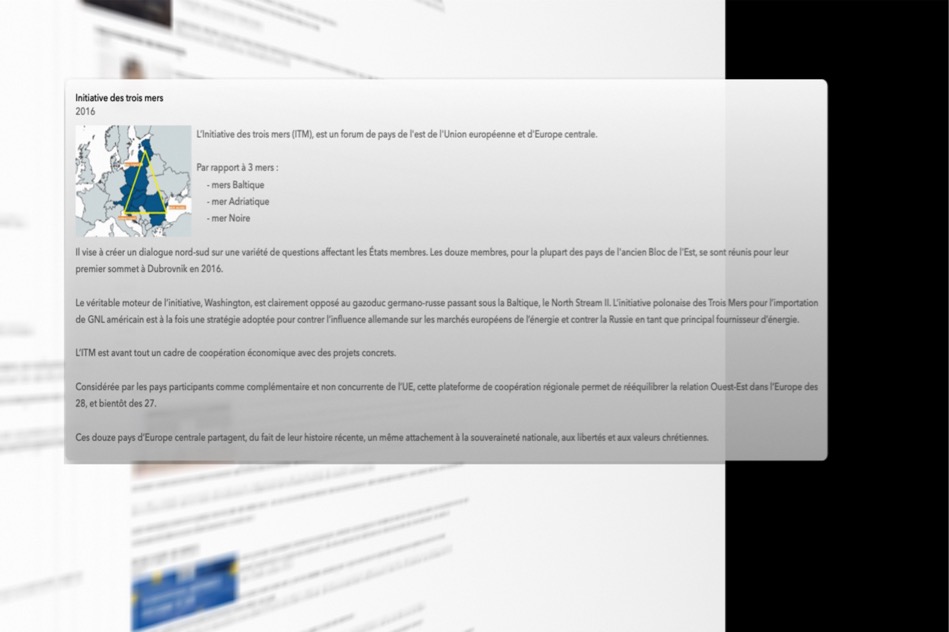 Initiative des trois mers
2016
L'Initiative des trois mers (ITM), est un forum de pays de l'est de l'Union européenne et d'Europe centrale.
Par rapport à 3 mers :
- mers Baltique
- mer Adriatique
- mer Noire
Il vise à créer un dialogue nord-sud sur une variété de questions affectant les États membres. Les douze membres, pour la plupart des pays de l'ancien Bloc de l'Est, se sont réunis pour leur
premier sommet à Dubrovnik en 2016.
Le véritable moteur de l'initiative, Washington, est clairement opposé au gazoduc germano-russe passant sous la Baltique, le North Stream II. L'initiative polonaise des Trois Mers pour l'importation
de GNL américain est à la fois une stratégie adoptée pour contrer l'influence allemande sur les marchés européens de l'énergie et contrer la Russie en tant que principal fournisseur d'énergie.
L'ITM est avant tout un cadre de coopération économique avec des projets concrets.
Considérée par les pays participants comme complémentaire et non concurrente de l'UE, cette plateforme de coopération régionale permet de rééquilibrer la relation Ouest-Est dans l'Europe des
28, et bientôt des 27.
Ces douze pays d'Europe centrale partagent, du fait de leur histoire récente, un même attachement à la souveraineté nationale, aux libertés et aux valeurs chrétiennes.